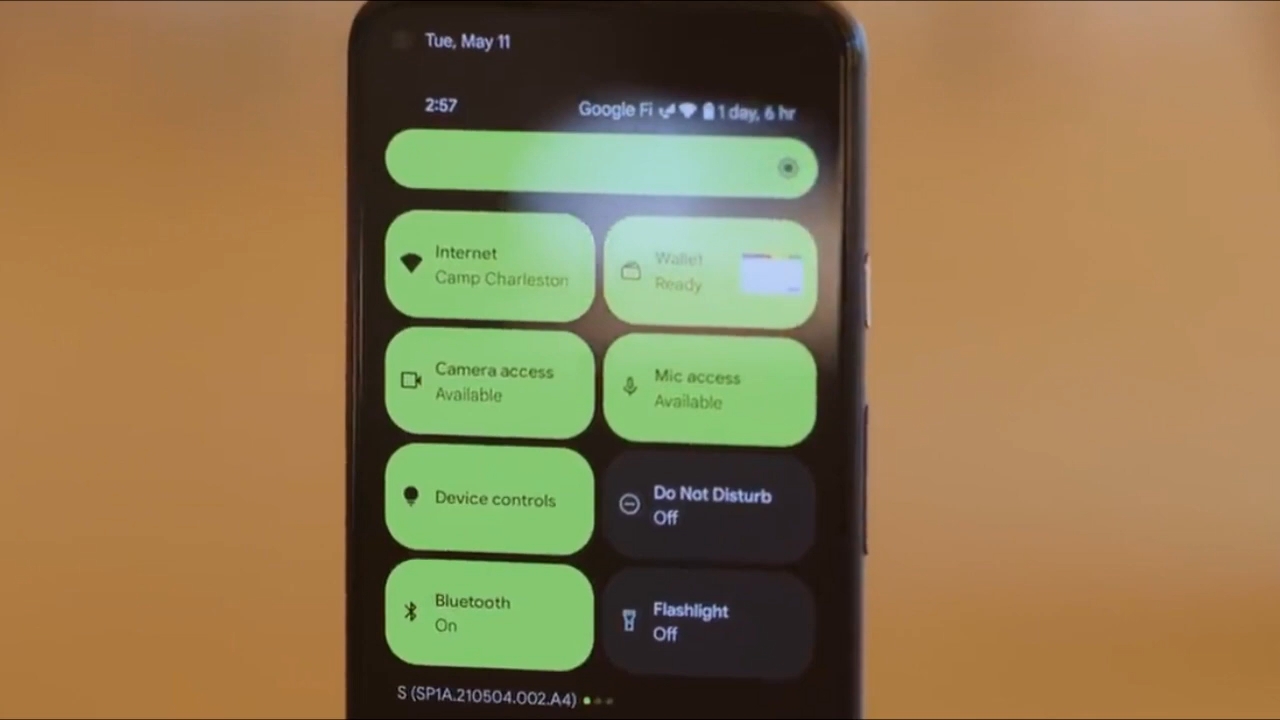 Tue, May 11
2:57
Google Fi 1 day, 6 hr
Internet
Camp Charleston
Wallet
Ready
Camera access
Available
Mic access
Available
Device controls
Do Not Disturb
Off
Bluetooth
On
Flashlight
Off
S (SP1A.210504.002.A4)